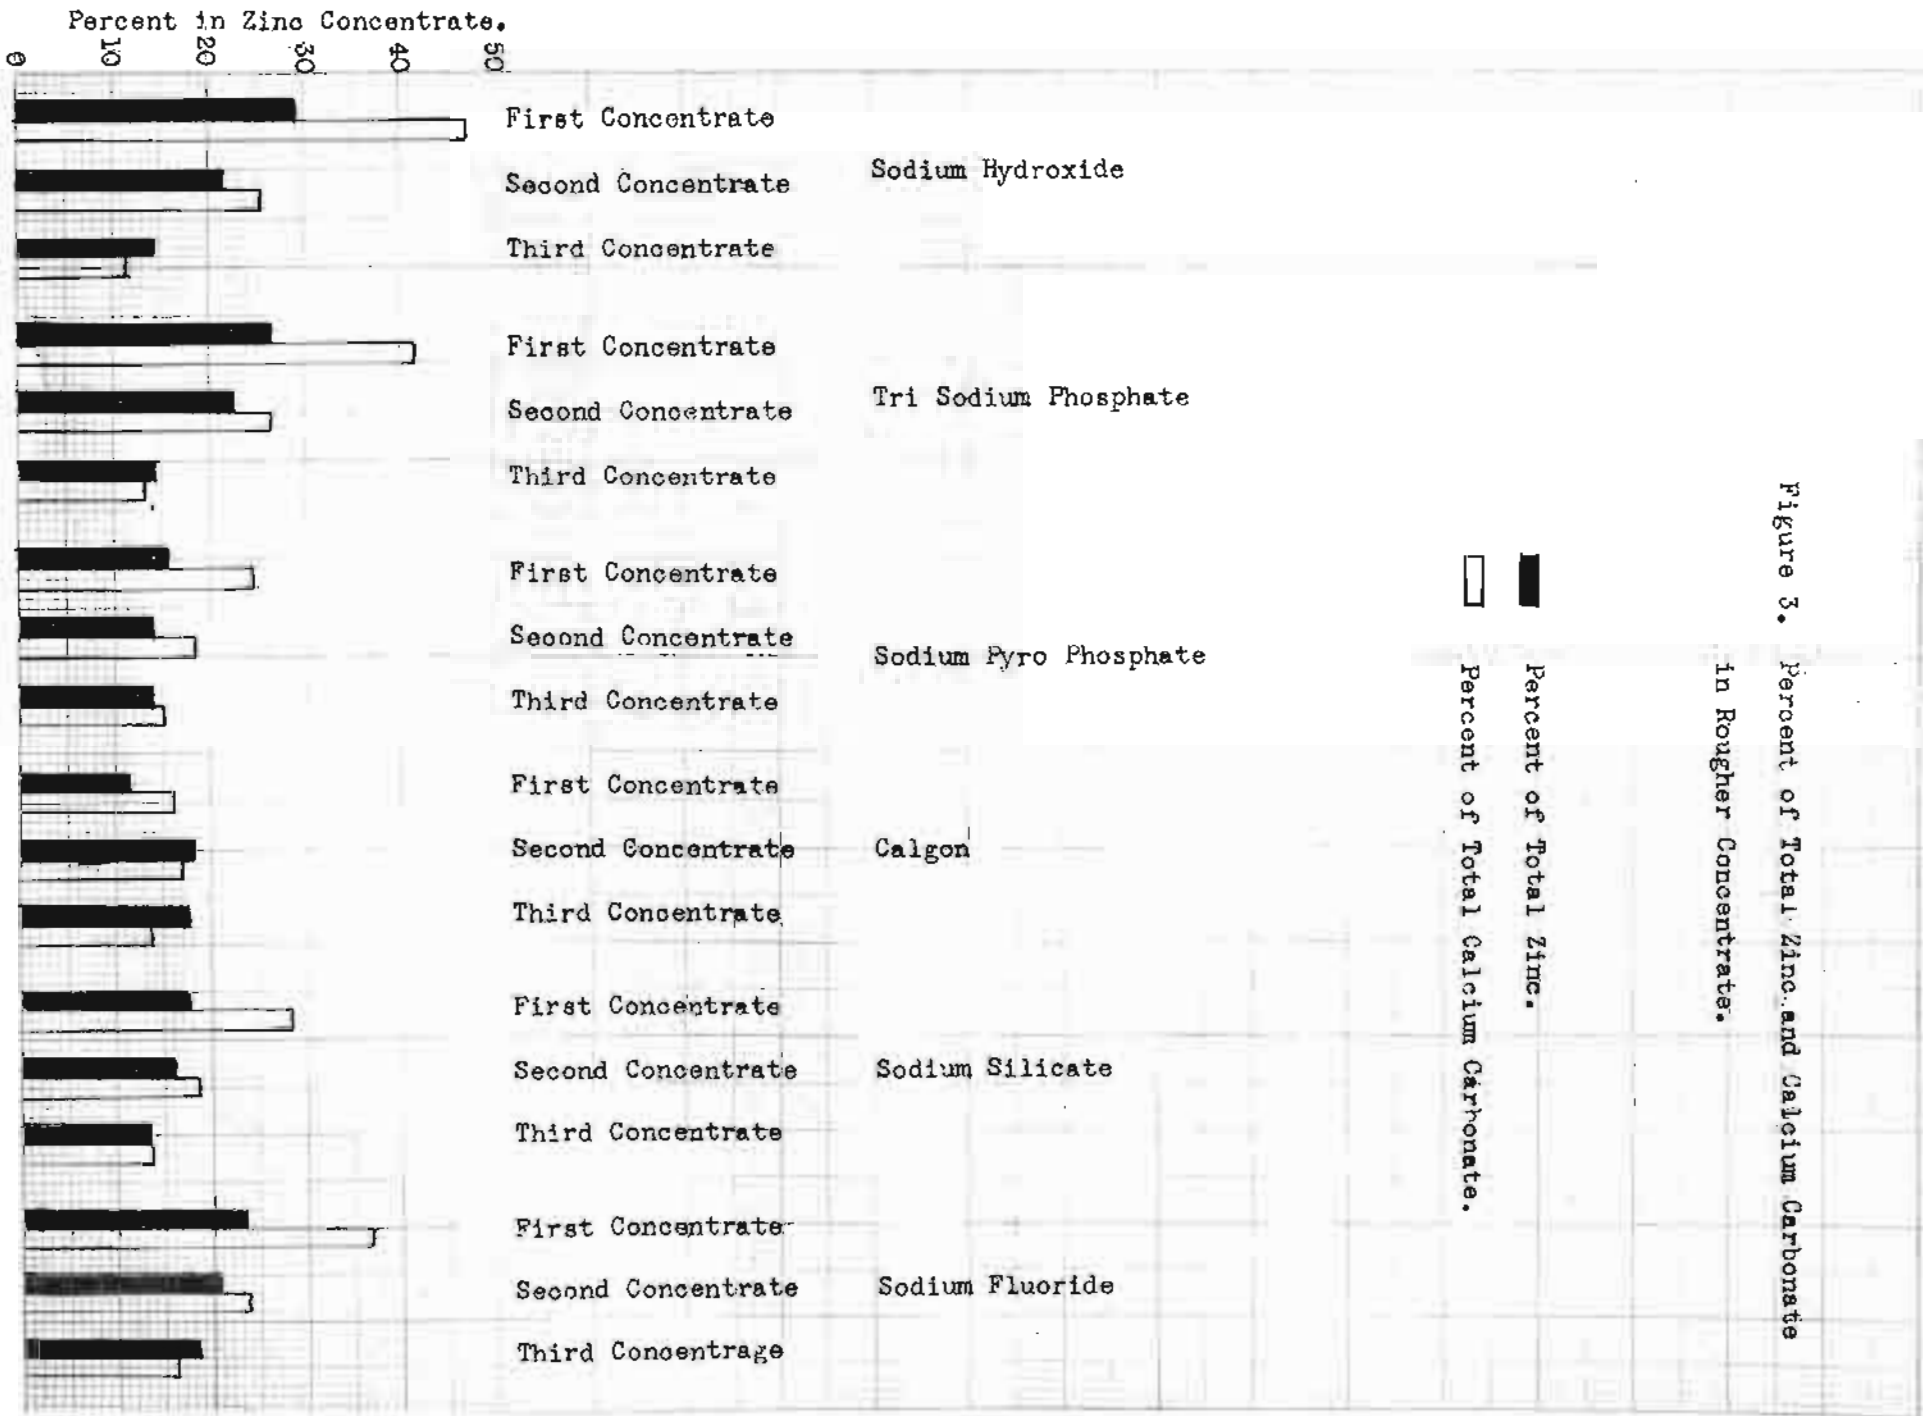 Percent in Zinc Concentrate.
0 10 20 30 40 50
First Concentrate
Second Concentrate
Third Concentrate
Sodium Hydroxide
First Concentrate
Second Concentrate
Third Concentrate
Tri Sodium Phosphate
First Concentrate
Second Concentrate
Third Concentrate
Sodium Pyro Phosphate
First Concentrate
Second Concentrate
Third Concentrate
Calgon
First Concentrate
Second Concentrate
Third Concentrate
Sodium Silicate
First Concentrate
Second Concentrate
Third Concentrage
Sodium Fluoride
Figure 3. Percent of Total Zinc and Calcium Carbonate
in Rougher Concentrate.
Percent of Total Zinc.
Percent of Total Calcium Carbonate.